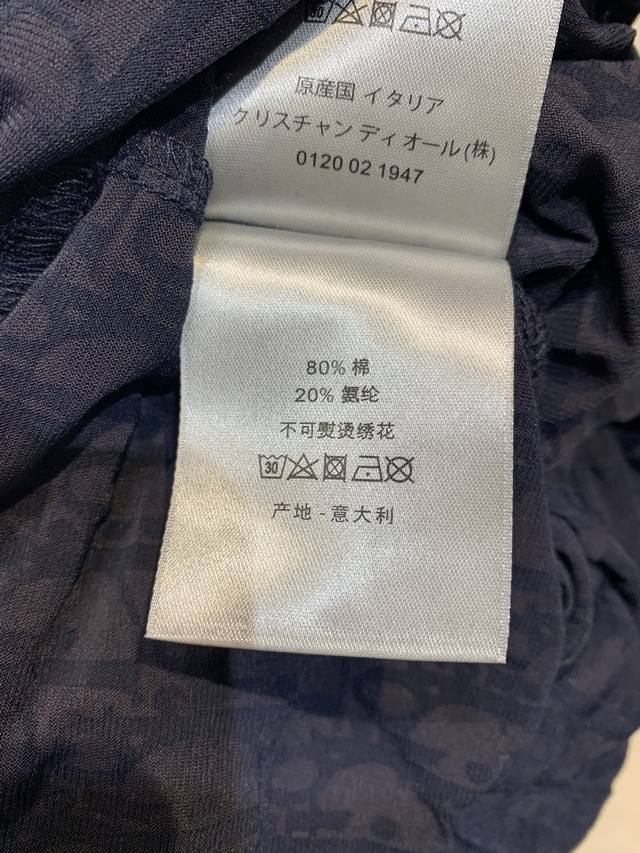 30
原産国 イタリア
クリスチャン ディオール(株)
0120 02 1947
80% 棉
20% 氨纶
不可熨烫绣花
30
产地 - 意大利